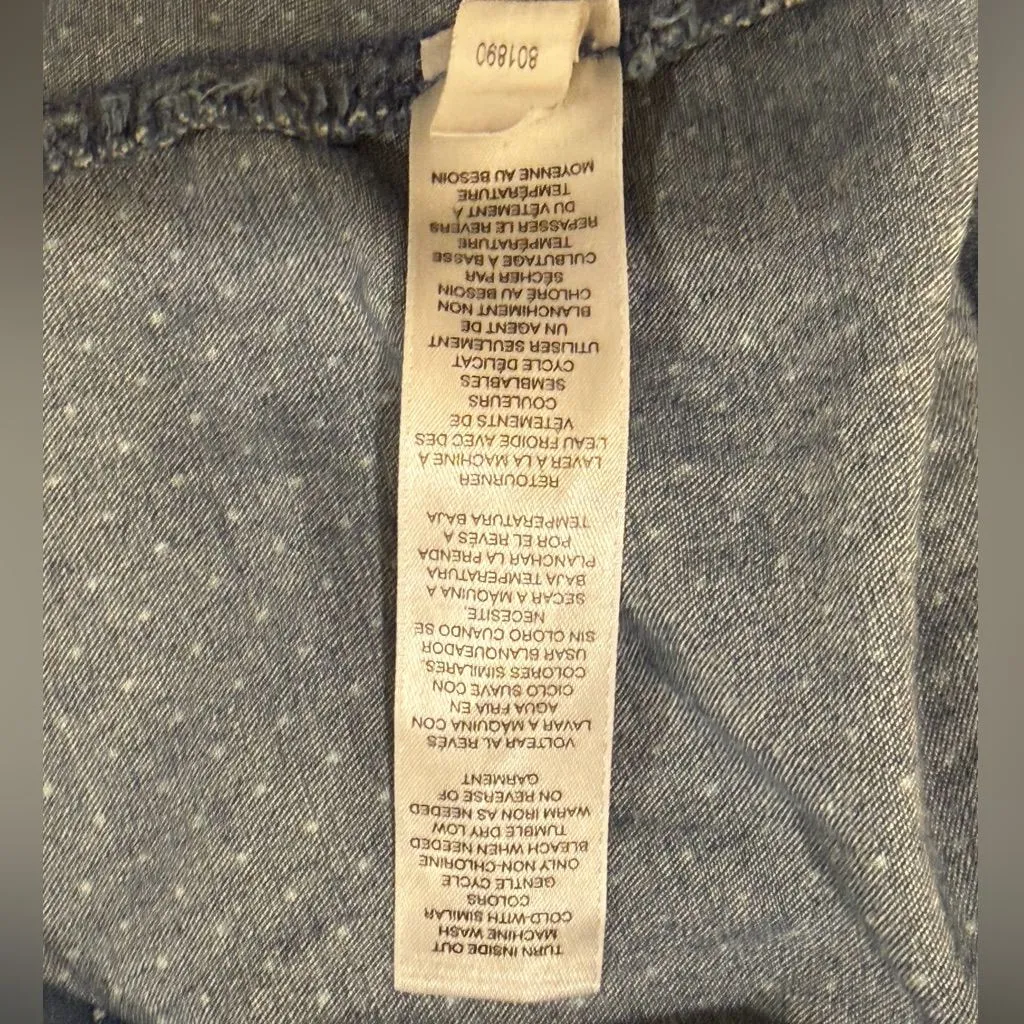 TURN INSIDE OUT
MACHINE WASH
COLD-WITH SIMILAR
COLORS
GENTLE CYCLE
ONLY NON-CHLORINE
BLEACH WHEN NEEDED
TUMBLE DRY LOW
WARM IRON AS NEEDED
ON REVERSE OF
GARMENT
VOLTEAR AL REVÉS
LAVAR A MÁQUINA CON
AGUA FRIA EN
CICLO SUAVE CON
COLORES SIMILARES.
USAR BLANQUEADOR
SIN CLORO CUANDO SE
NECESITE.
SECAR A MÁQUINA A
BAJA TEMPERATURA
PLANCHAR LA PRENDA
POR EL REVES A
TEMPERATURA BAJA
RETOURNER
LAVER A LA MACHINE À
L'EAU FROIDE AVEC DES
VÊTEMENTS DE
COULEURS
SEMBLABLES
CYCLE DÉLICAT
UTILISER SEULEMENT
UN AGENT DE
BLANCHIMENT NON
CHLORÉ AU BESOIN
SÉCHER PAR
CULBUTAGE À BASSE
TEMPÉRATURE
REPASSER LE REVERS
DU VÊTEMENT À
TEMPÉRATURE
MOYENNE AU BESOIN
801890